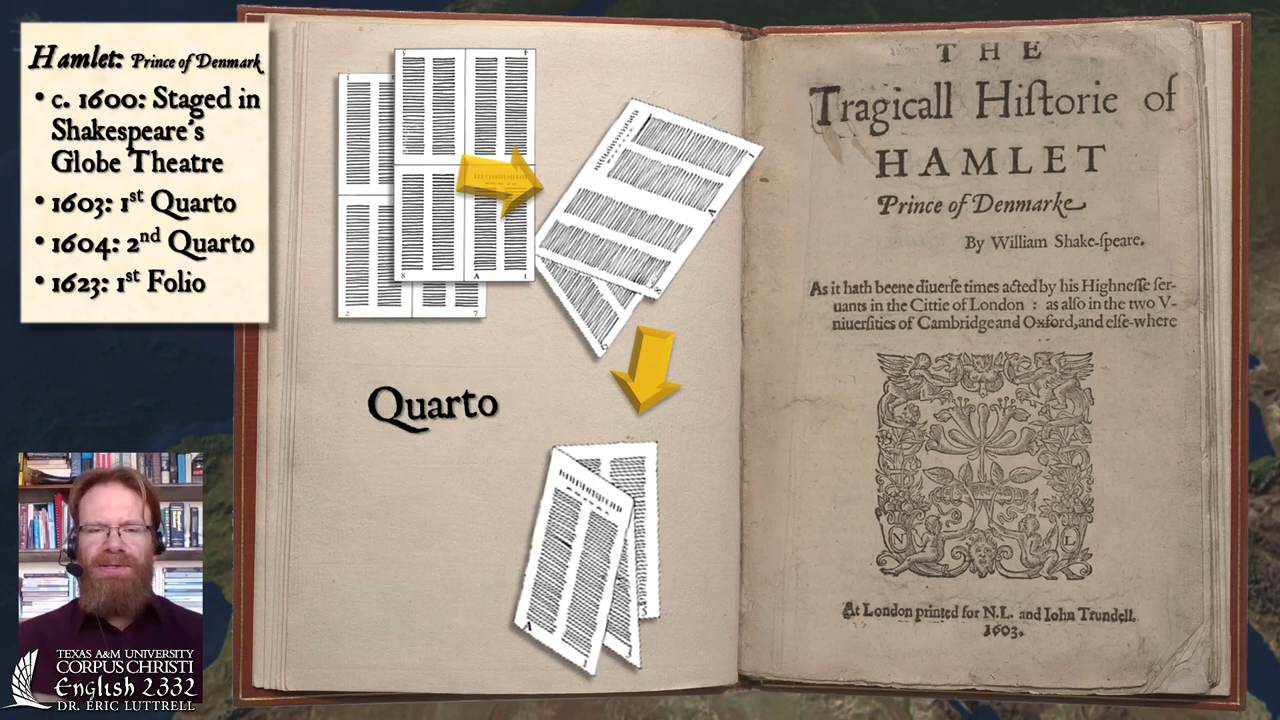 Hamlet: Prince of Denmark
• c. 1600: Staged in
Shakespeare's
Globe Theatre
• 1603: 1st Quarto
• 1604: 2nd Quarto
• 1623: 1st Folio
Quarto
THE
Tragicall Hiſtorie of
HAMLET
Prince of Denmarke
By William Shake-ſpeare.
As it hath beene diuerſe times acted by his Highneſſe ſer-
uants in the Cittie of London : as alſo in the two V-
niuerſities of Cambridge and Oxford, and elſe-where
N L
At London printed for N.L. and Iohn Trundell.
1603.
TEXAS A&M UNIVERSITY
CORPUS CHRISTI
English 2332
DR. ERIC LUTTRELL